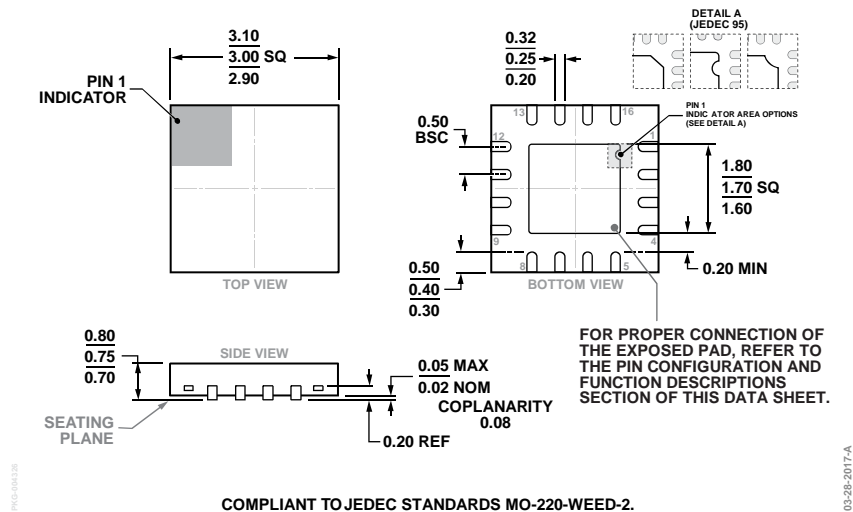 DETAIL A
(JEDEC 95)
3.10
3.00 SQ
2.90
0.32
0.25
0.20
PIN 1
INDICATOR
PIN 1
INDIC ATOR AREA OPTIONS
(SEE DETAIL A)
0.50
BSC
13
16
12
1
1.80
1.70 SQ
1.60
9
4
8
5
0.50
0.40
0.30
0.20 MIN
TOP VIEW
BOTTOM VIEW
FOR PROPER CONNECTION OF
THE EXPOSED PAD, REFER TO
THE PIN CONFIGURATION AND
FUNCTION DESCRIPTIONS
SECTION OF THIS DATA SHEET.
0.80
0.75
0.70
SIDE VIEW
0.05 MAX
0.02 NOM
COPLANARITY
0.08
SEATING
PLANE
0.20 REF
PKG-004326
03-28-2017-A
COMPLIANT TO JEDEC STANDARDS MO-220-WEED-2.